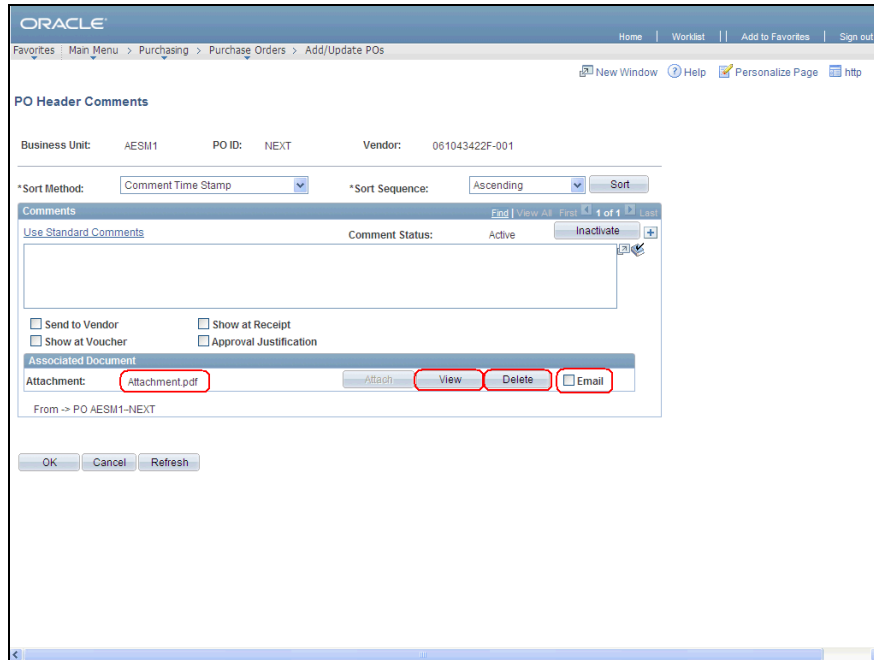 ORACLE
Home | Worklist || Add to Favorites | Sign out
Favorites | Main Menu > Purchasing > Purchase Orders > Add/Update POs
New Window Help Personalize Page http
PO Header Comments
Business Unit: AESM1 PO ID: NEXT Vendor: 061043422F-001
*Sort Method: Comment Time Stamp *Sort Sequence: Ascending Sort
Comments Find | View All First 1 of 1 Last
Use Standard Comments Comment Status: Active Inactivate
Send to Vendor Show at Receipt
Show at Voucher Approval Justification
Associated Document
Attachment: Attachment.pdf Attach View Delete Email
From -> PO AESM1-NEXT
OK Cancel Refresh